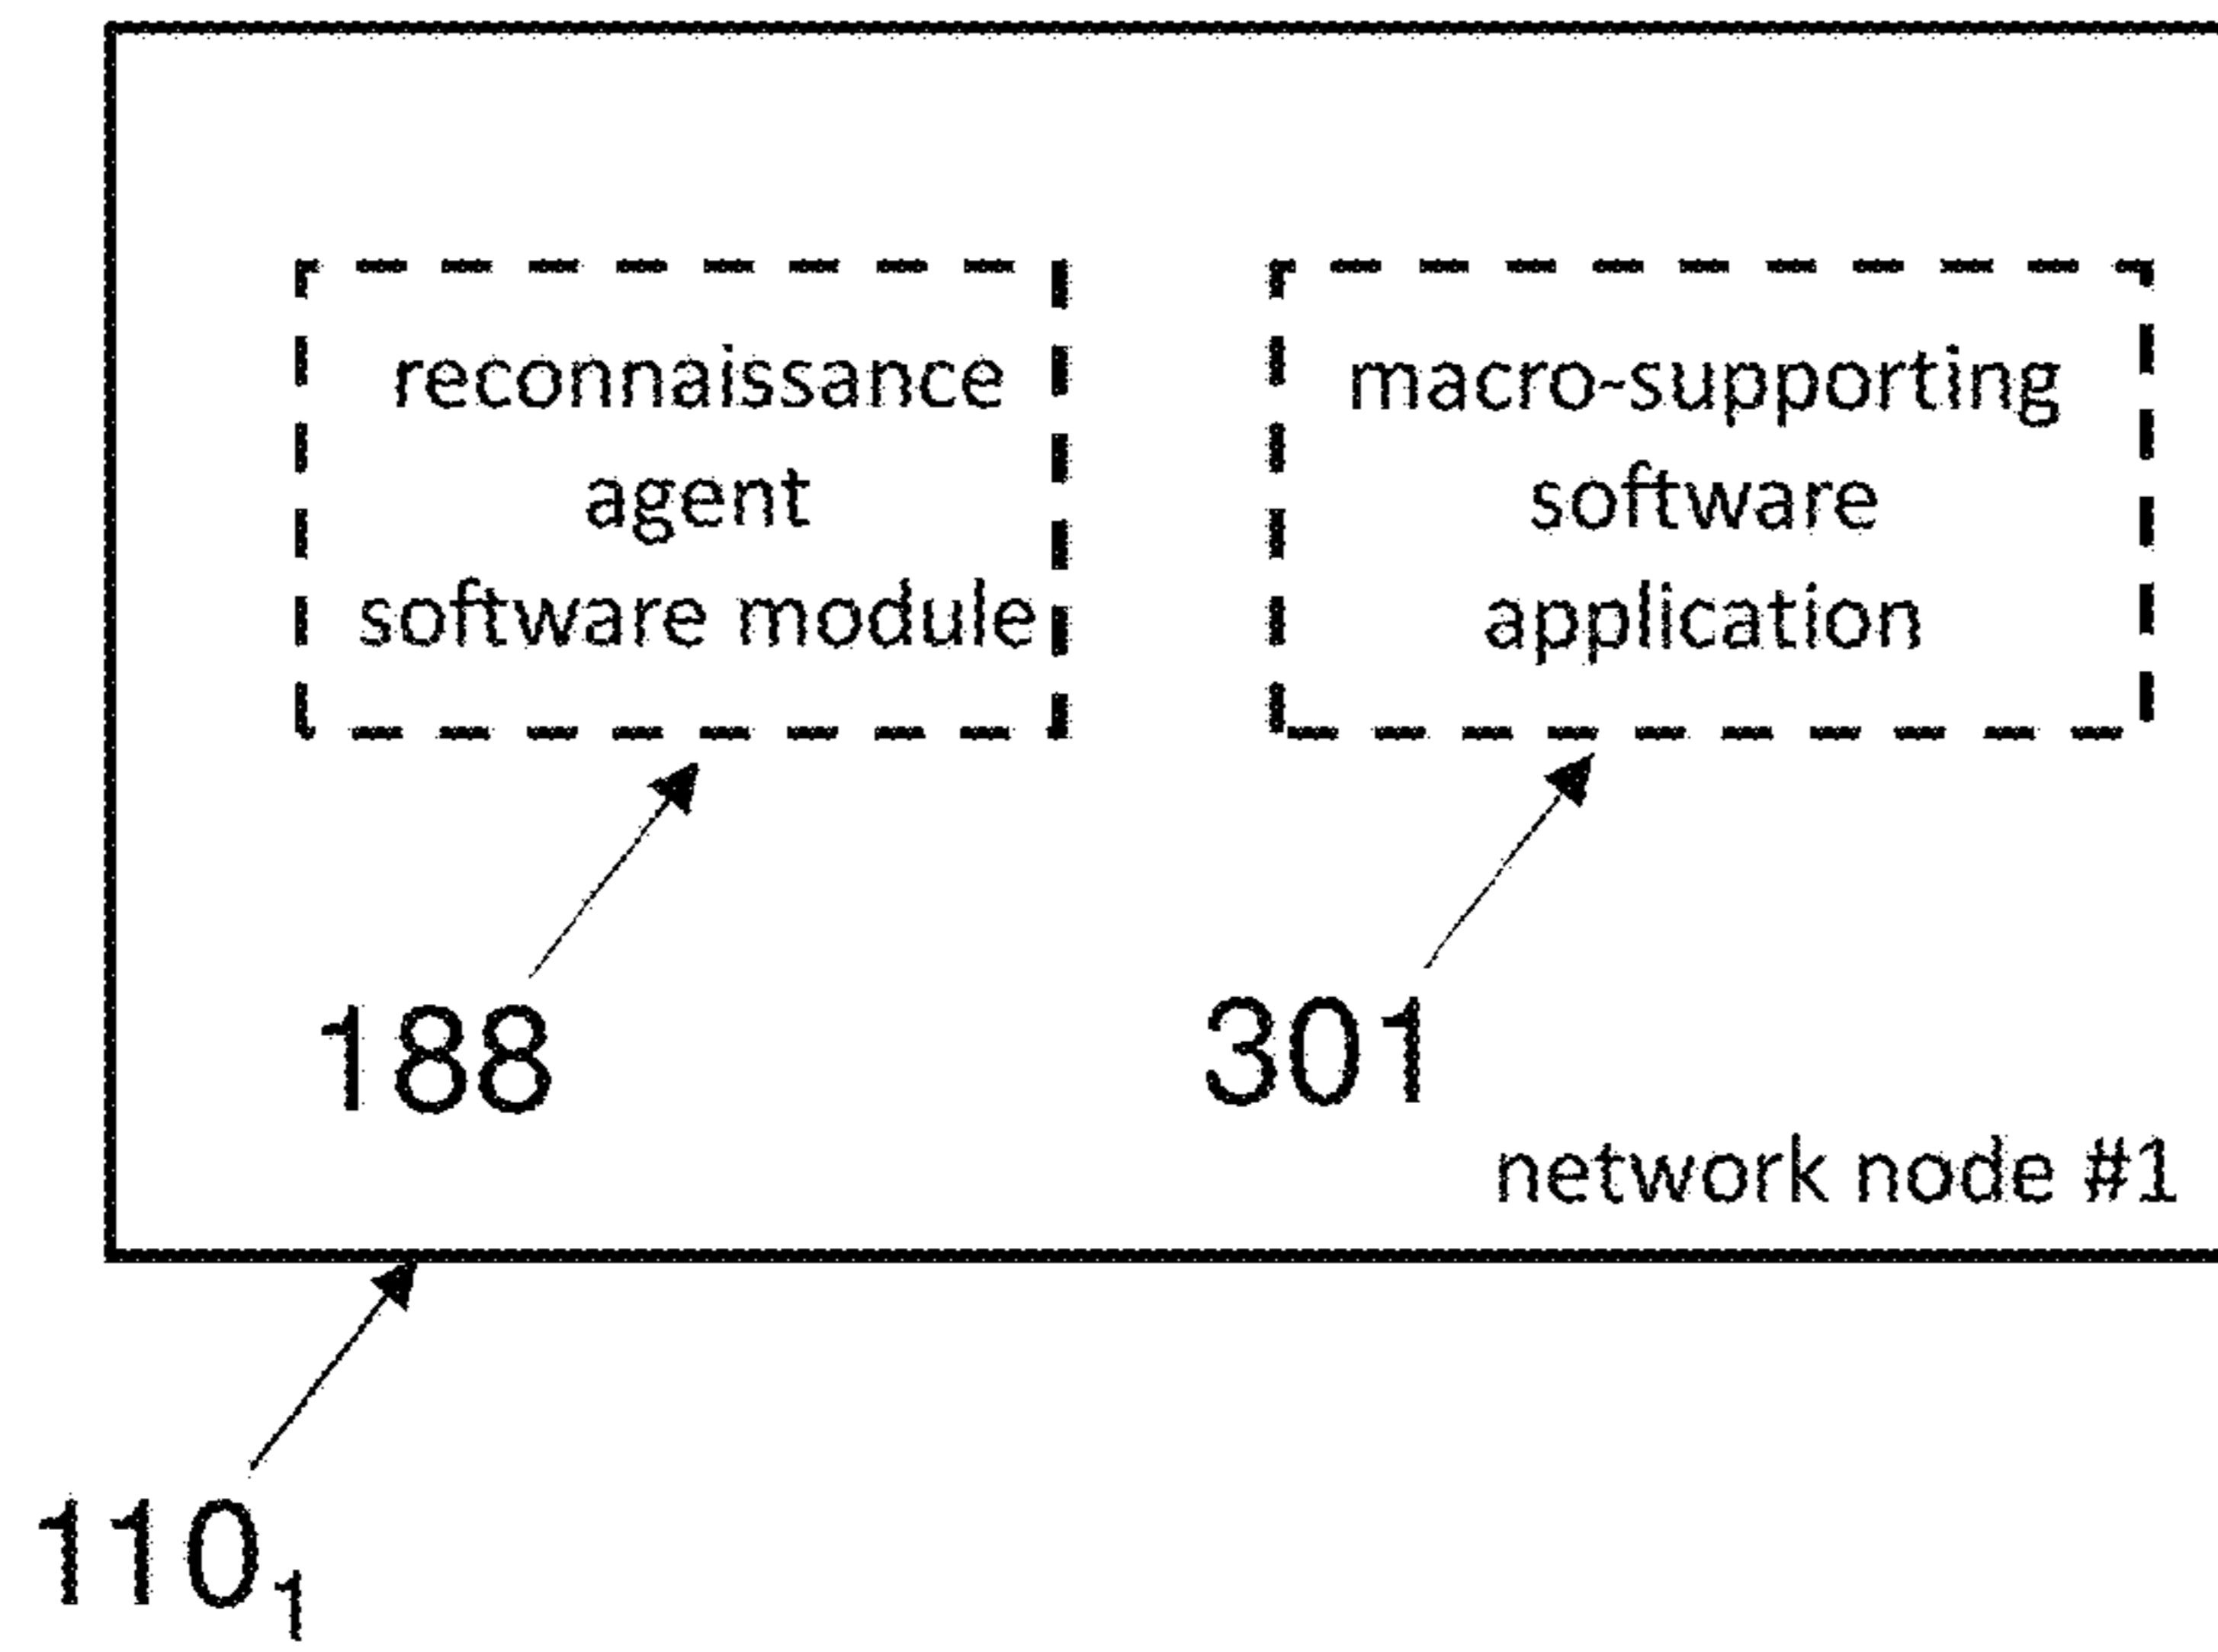 reconnaissance
agent
software module
macro-supporting
software
application
188
301
network node #1
110₁